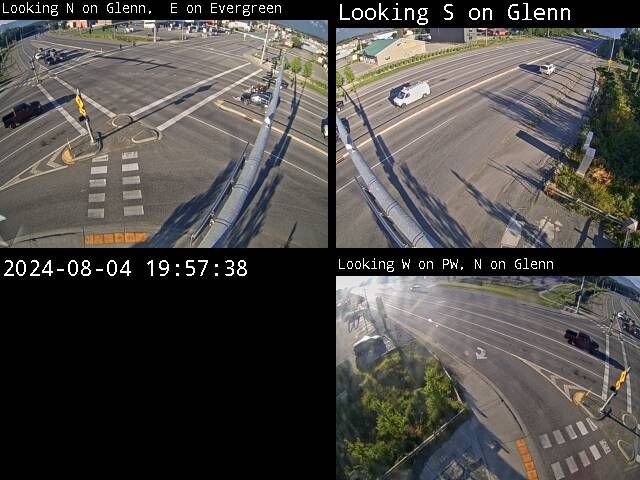 Looking N on Glenn,  E on Evergreen
Looking S on Glenn
2024-08-04 19:57:38
Looking W on PW, N on Glenn